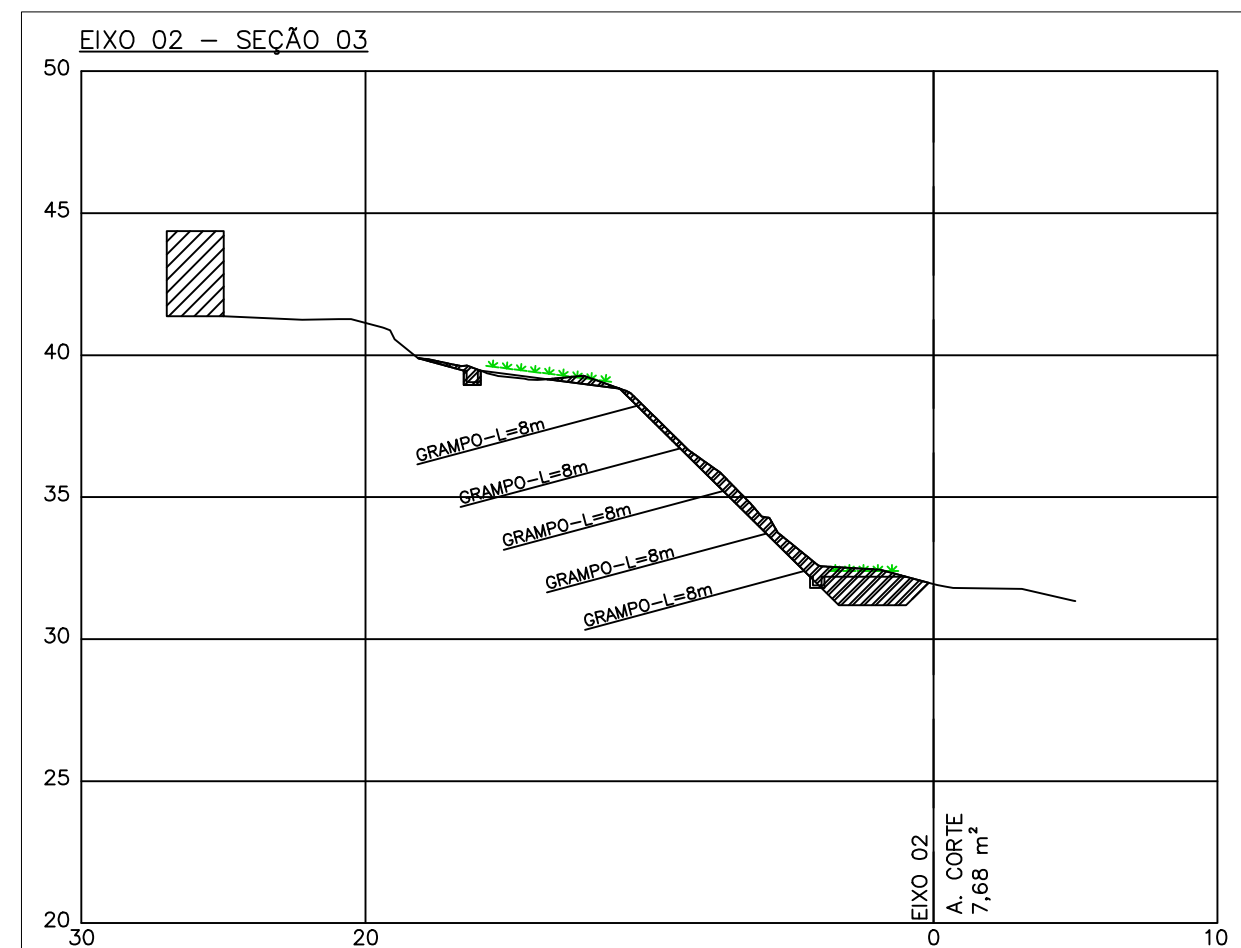 EIXO 02 – SEÇÃO 03
50
45
40
35
30
25
20
GRAMPO-L=8m
GRAMPO-L=8m
GRAMPO-L=8m
GRAMPO-L=8m
GRAMPO-L=8m
EIXO 02
A. CORTE
7,68 m²
30
20
0
10